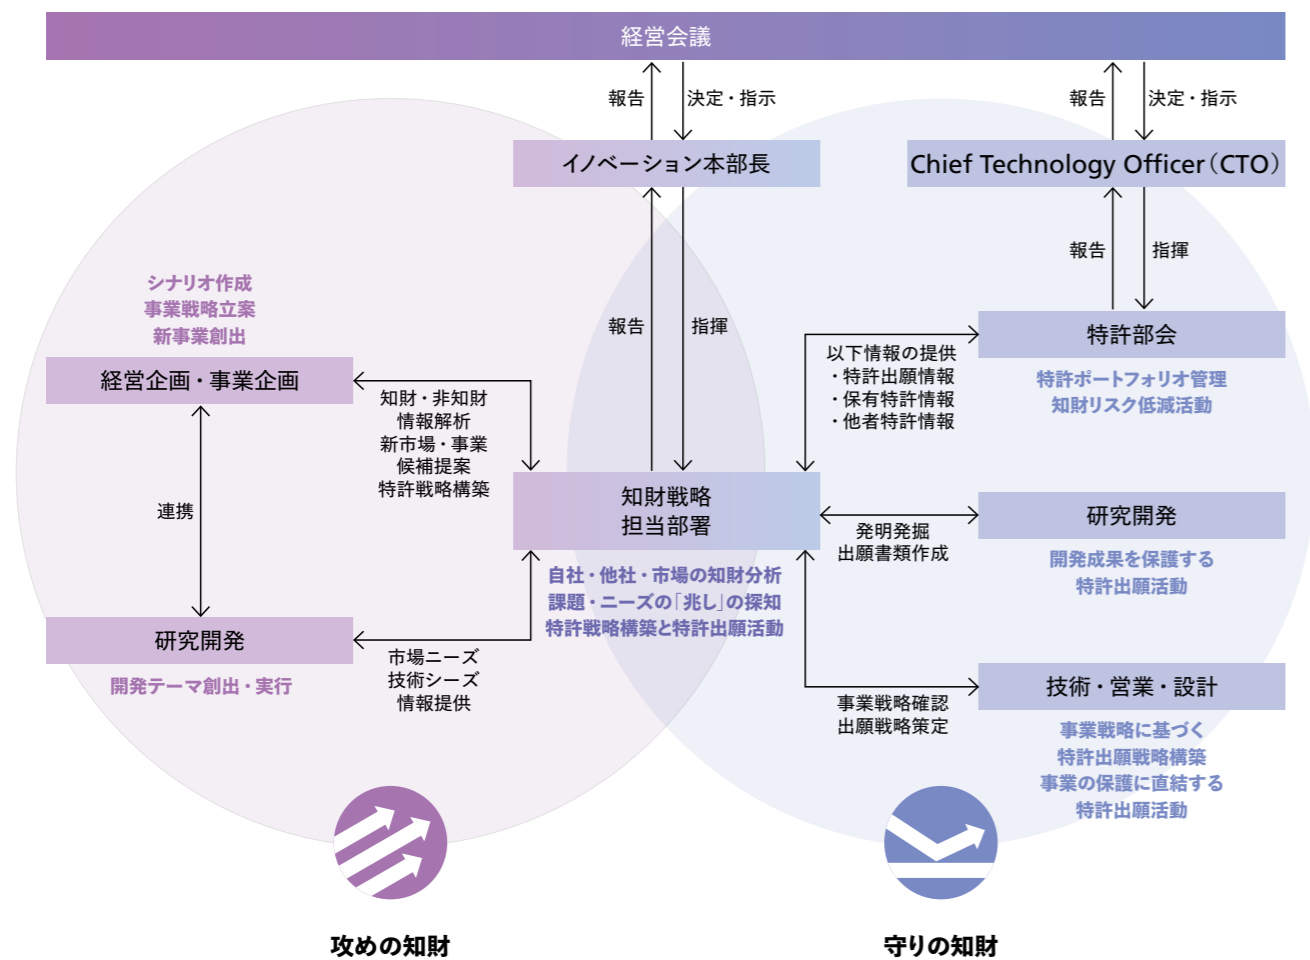 経営会議
報告
決定・指示
報告
決定・指示
イノベーション本部長
Chief Technology Officer（CTO）
報告
指揮
報告
指揮
シナリオ作成
事業戦略立案
新事業創出
経営企画・事業企画
知財・非知財
情報解析
新市場・事業
候補提案
特許戦略構築
連携
研究開発
開発テーマ創出・実行
市場ニーズ
技術シーズ
情報提供
知財戦略
担当部署
自社・他社・市場の知財分析
課題・ニーズの「兆し」の探知
特許戦略構築と特許出願活動
以下情報の提供
・特許出願情報
・保有特許情報
・他者特許情報
特許部会
特許ポートフォリオ管理
知財リスク低減活動
発明発掘
出願書類作成
研究開発
開発成果を保護する
特許出願活動
事業戦略確認
出願戦略策定
技術・営業・設計
事業戦略に基づく
特許出願戦略構築
事業の保護に直結する
特許出願活動
攻めの知財
守りの知財